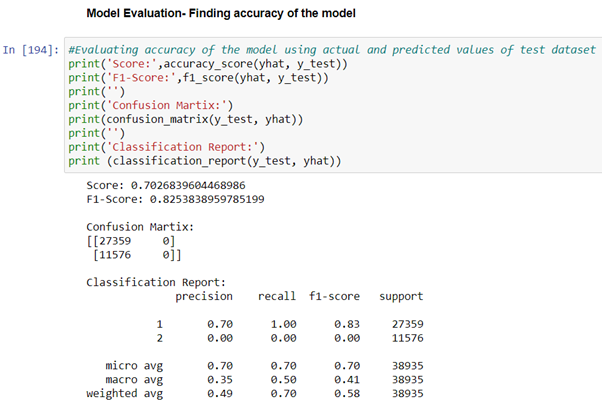 Model Evaluation- Finding accuracy of the model
In [194]: #Evaluating accuracy of the model using actual and predicted values of test dataset
print('Score:',accuracy_score(yhat, y_test))
print('F1-Score:',f1_score(yhat, y_test))
print('')
print('Confusion Martix:')
print(confusion_matrix(y_test, yhat))
print('')
print('Classification Report:')
print (classification_report(y_test, yhat))
Score: 0.7026839604468986
F1-Score: 0.8253838959785199
Confusion Martix:
[[27359     0]
 [11576     0]]
Classification Report:
precision    recall  f1-score   support
1       0.70      1.00      0.83     27359
2       0.00      0.00      0.00     11576
micro avg       0.70      0.70      0.70     38935
macro avg       0.35      0.50      0.41     38935
weighted avg       0.49      0.70      0.58     38935